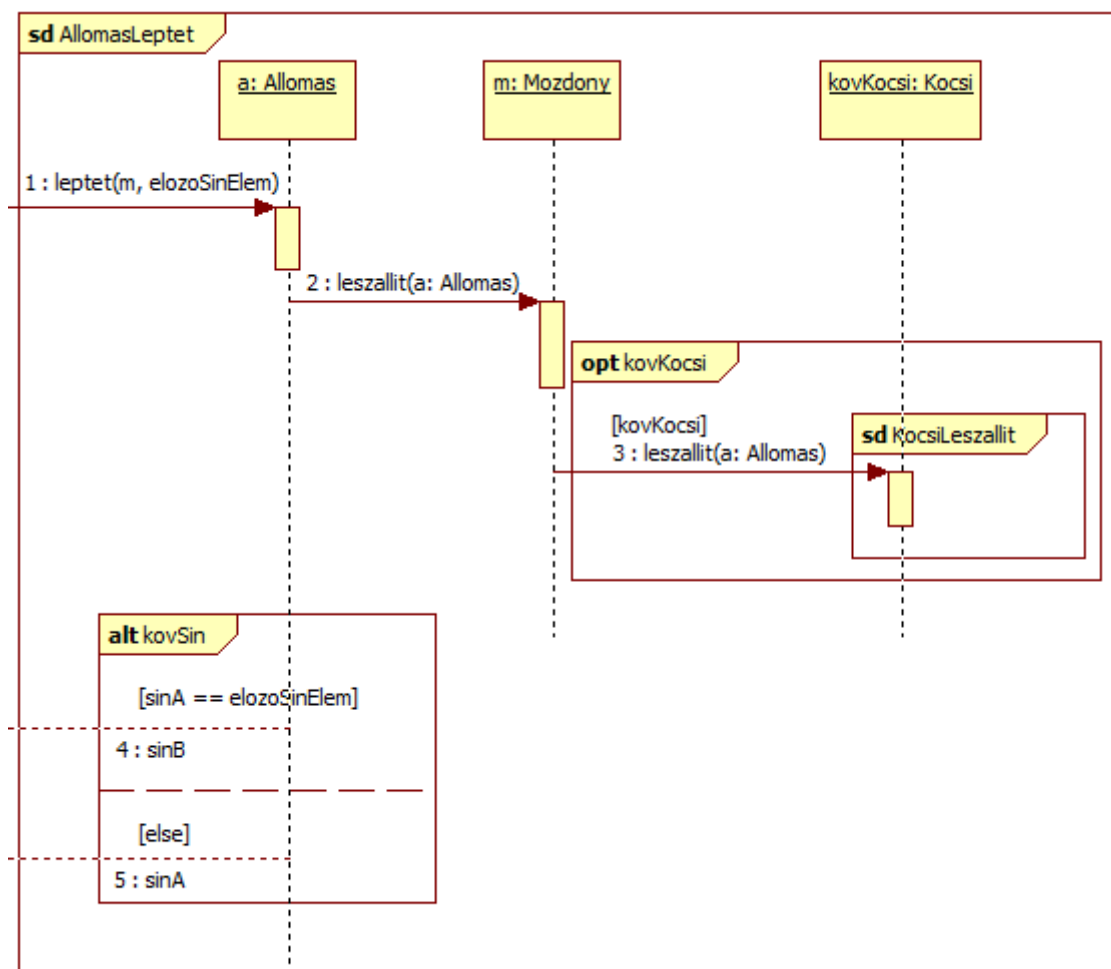 sd AllomasLeptet
a: Allomas
m: Mozdony
kovKocsi: Kocsi
1 : leptet(m, elozoSinElem)
2 : leszallit(a: Allomas)
opt kovKocsi
[kovKocsi]
3 : leszallit(a: Allomas)
sd KocsiLeszallit
alt kovSin
[sinA == elozoSinElem]
4 : sinB
[else]
5 : sinA